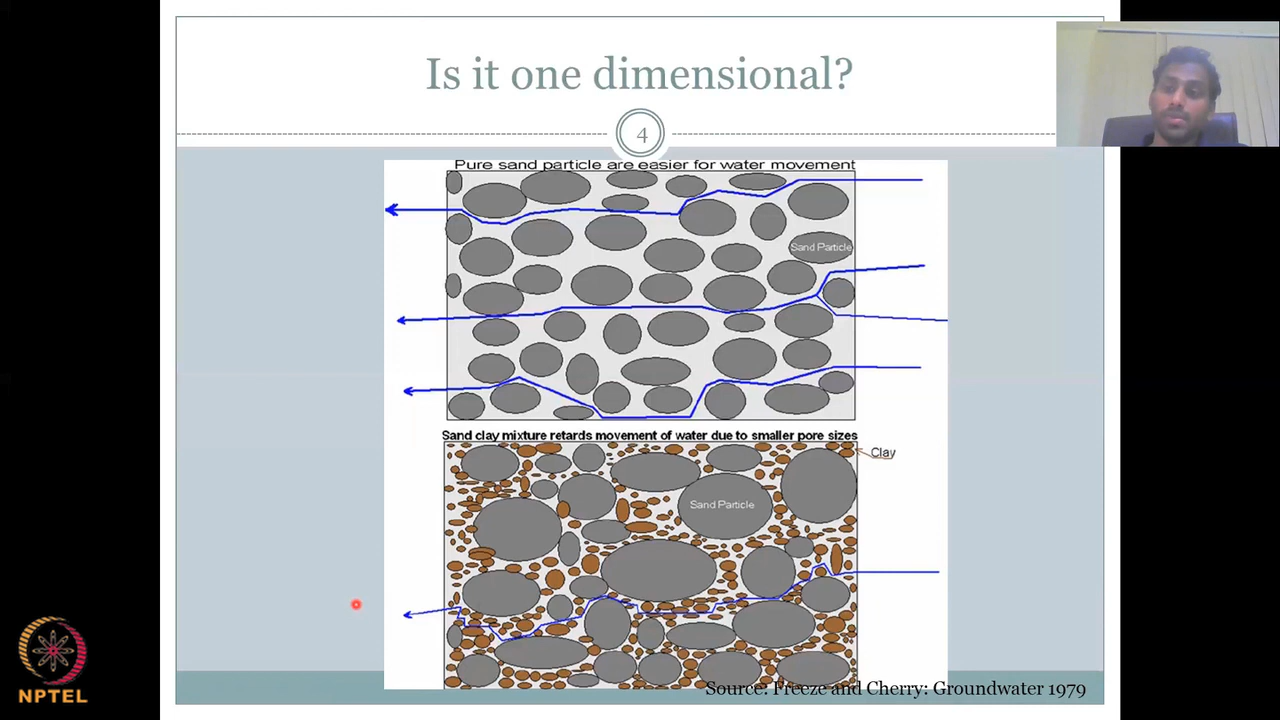 Is it one dimensional?
4
Pure sand particle are easier for water movement
Sand Particle
Sand clay mixture retards movement of water due to smaller pore sizes
Clay
Sand Particle
Source: Freeze and Cherry: Groundwater 1979
NPTEL